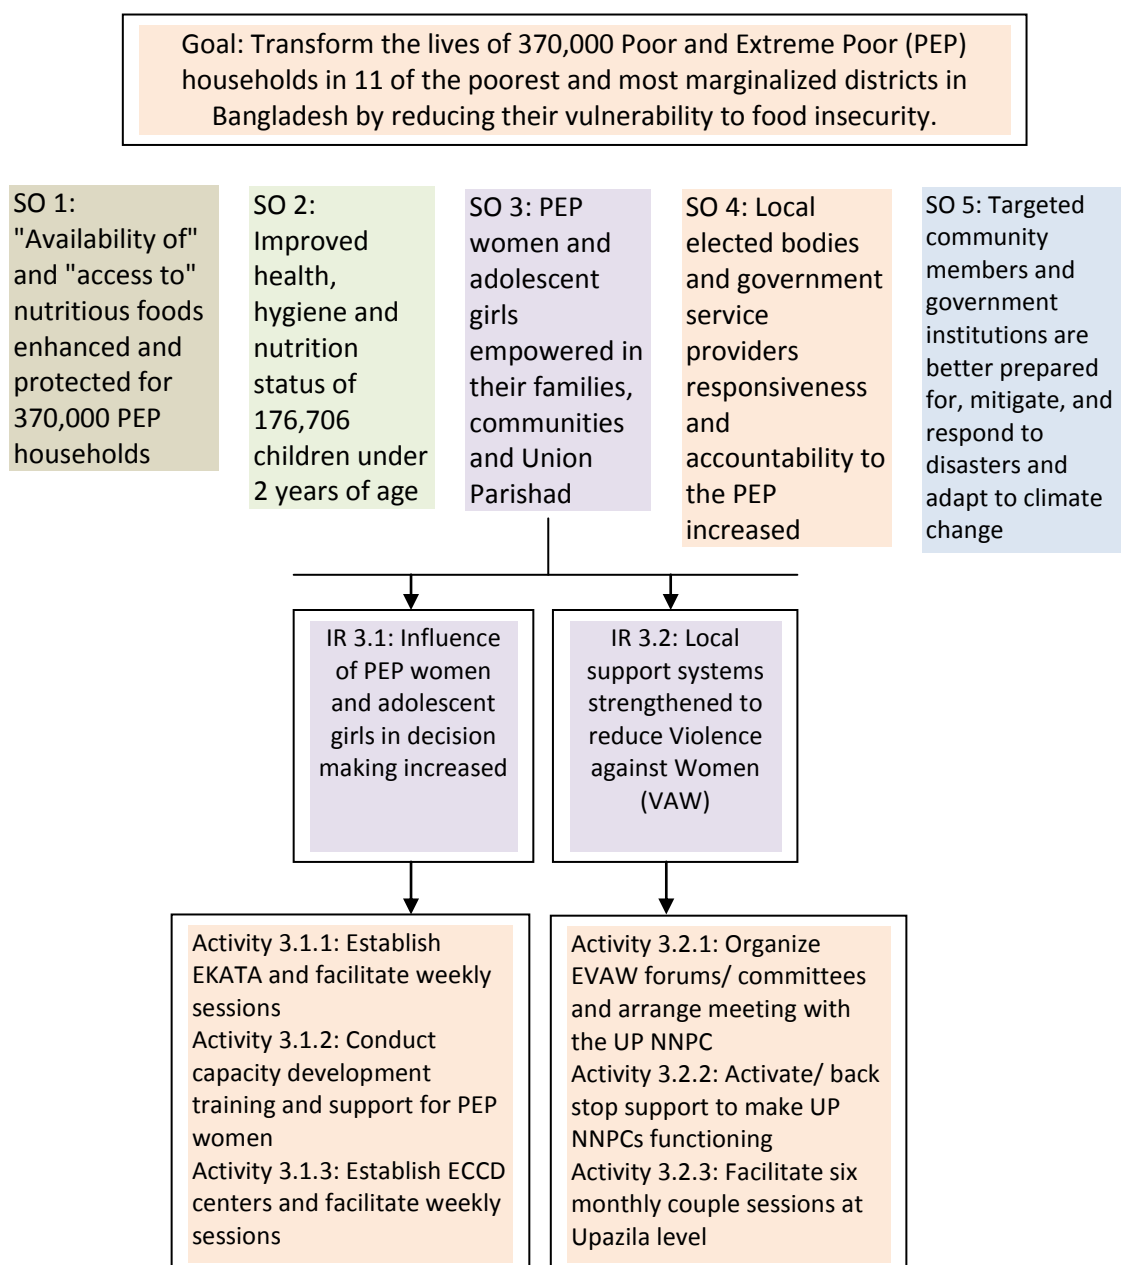 Goal: Transform the lives of 370,000 Poor and Extreme Poor (PEP)
households in 11 of the poorest and most marginalized districts in
Bangladesh by reducing their vulnerability to food insecurity.
SO 1:
"Availability of"
and "access to"
nutritious foods
enhanced and
protected for
370,000 PEP
households
SO 2:
Improved
health,
hygiene and
nutrition
status of
176,706
children under
2 years of age
SO 3: PEP
women and
adolescent
girls
empowered in
their families,
communities
and Union
Parishad
SO 4: Local
elected bodies
and government
service
providers
responsiveness
and
accountability to
the PEP
increased
SO 5: Targeted
community
members and
government
institutions are
better prepared
for, mitigate, and
respond to
disasters and
adapt to climate
change
IR 3.1: Influence
of PEP women
and adolescent
girls in decision
making increased
IR 3.2: Local
support systems
strengthened to
reduce Violence
against Women
(VAW)
Activity 3.1.1: Establish
EKATA and facilitate weekly
sessions
Activity 3.1.2: Conduct
capacity development
training and support for PEP
women
Activity 3.1.3: Establish ECCD
centers and facilitate weekly
sessions
Activity 3.2.1: Organize
EVAW forums/ committees
and arrange meeting with
the UP NNPC
Activity 3.2.2: Activate/ back
stop support to make UP
NNPCs functioning
Activity 3.2.3: Facilitate six
monthly couple sessions at
Upazila level